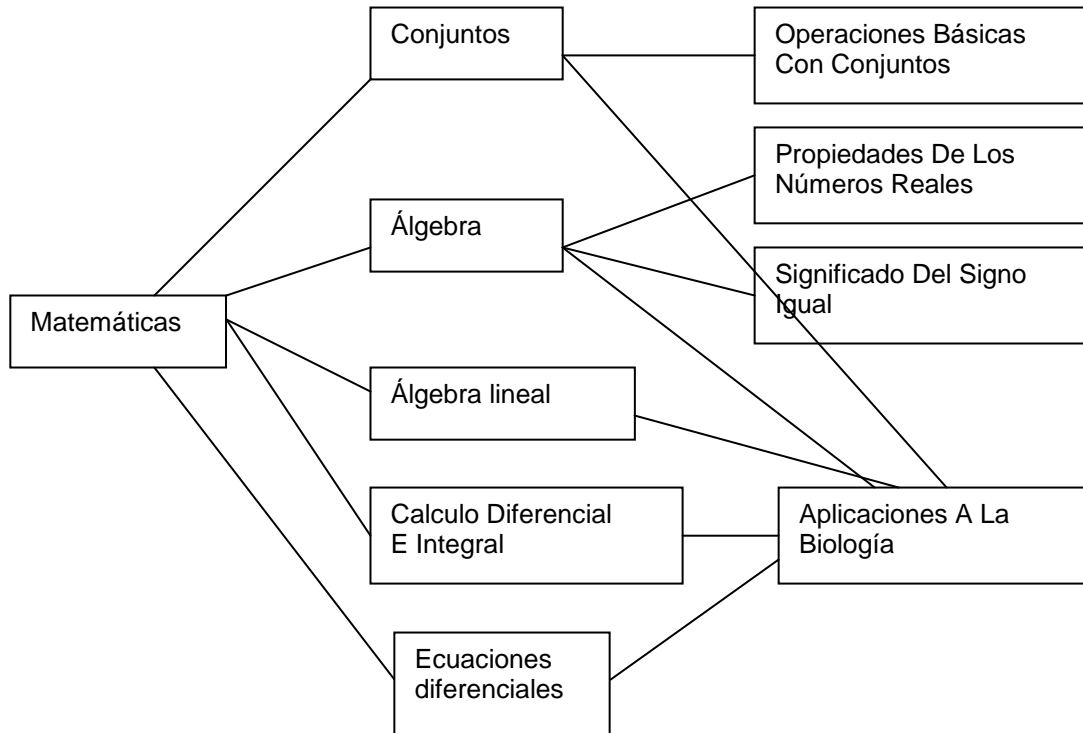 Conjuntos
Operaciones Básicas
Con Conjuntos
Propiedades De Los
Números Reales
Álgebra
Significado Del Signo
Igual
Matemáticas
Álgebra lineal
Calculo Diferencial
E Integral
Aplicaciones A La
Biología
Ecuaciones
diferenciales